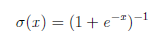 σ(x) = (1 + e^{-x})^{-1}